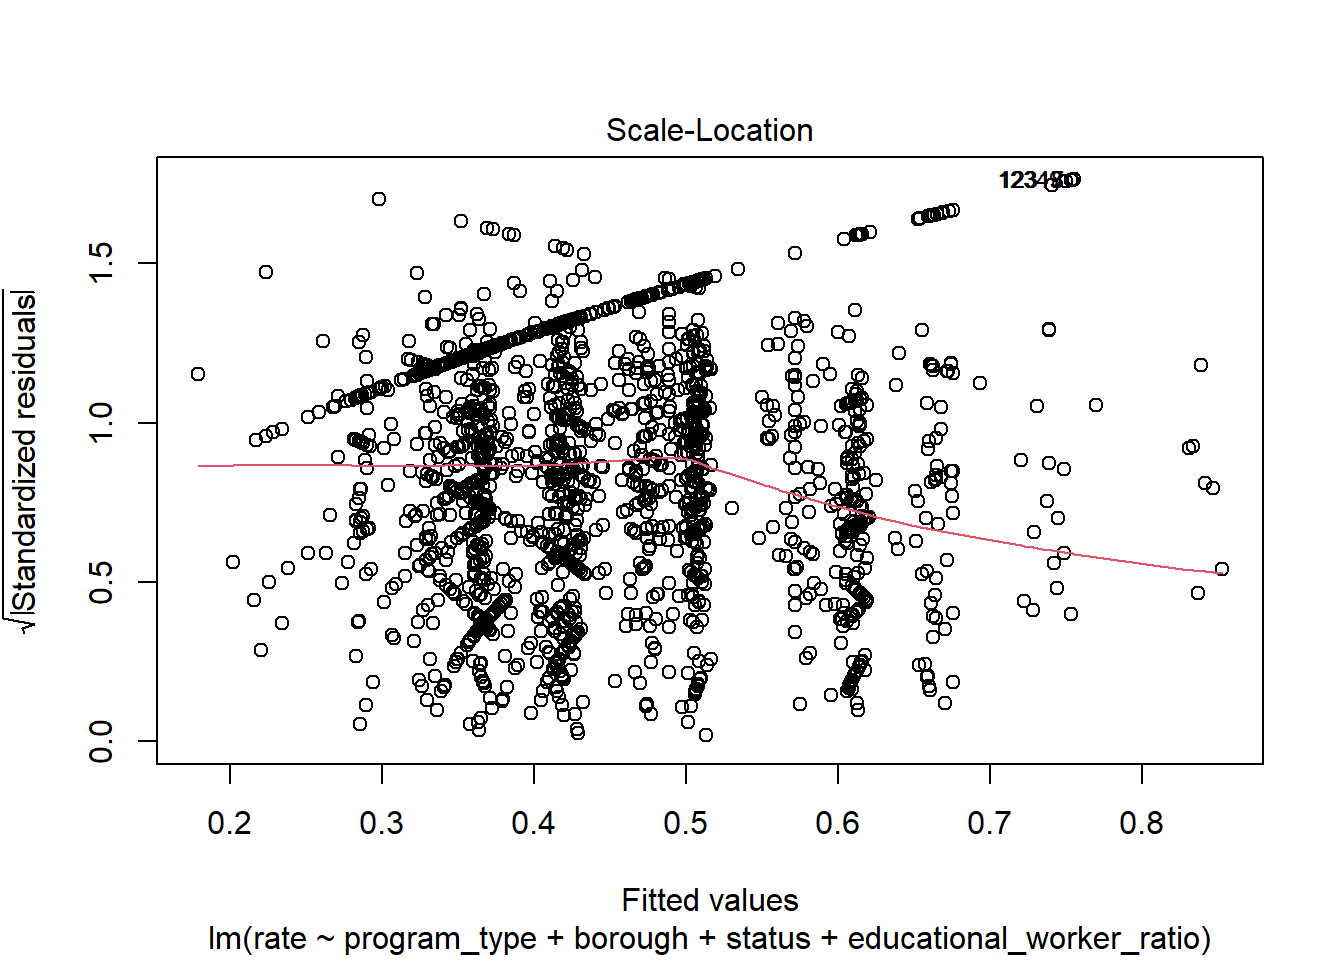 Scale-Location
√|Standardized residuals|
1.5
1.0
0.5
0.0
0.2 0.3 0.4 0.5 0.6 0.7 0.8
Fitted values
lm(rate ~ program_type + borough + status + educational_worker_ratio)